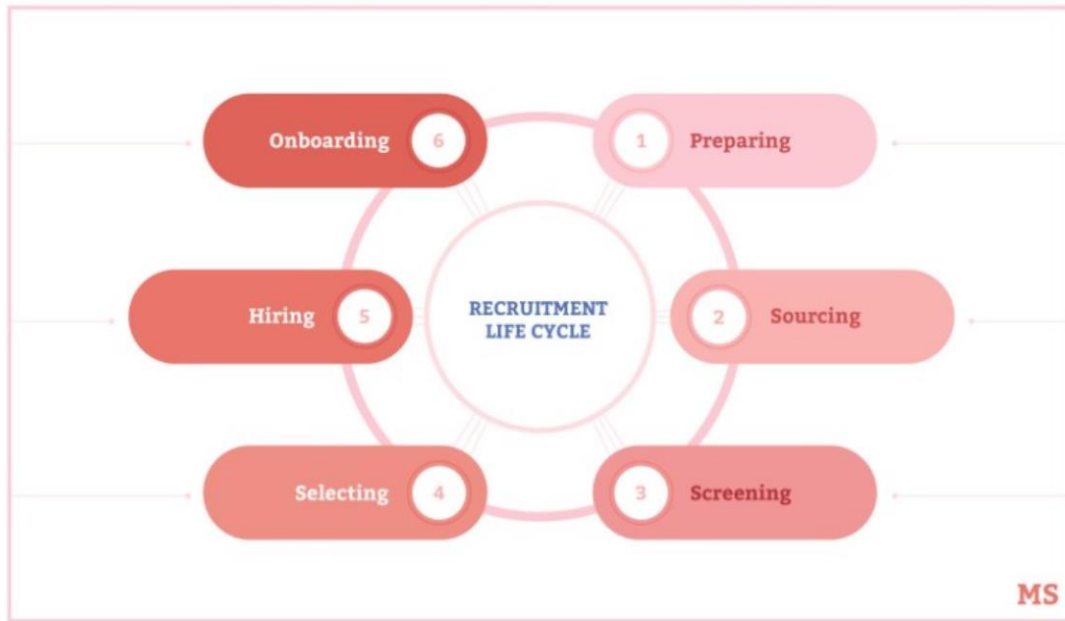 RECRUITMENT
LIFE CYCLE
1 Preparing
2 Sourcing
3 Screening
Selecting 4
Hiring 5
Onboarding 6
MS